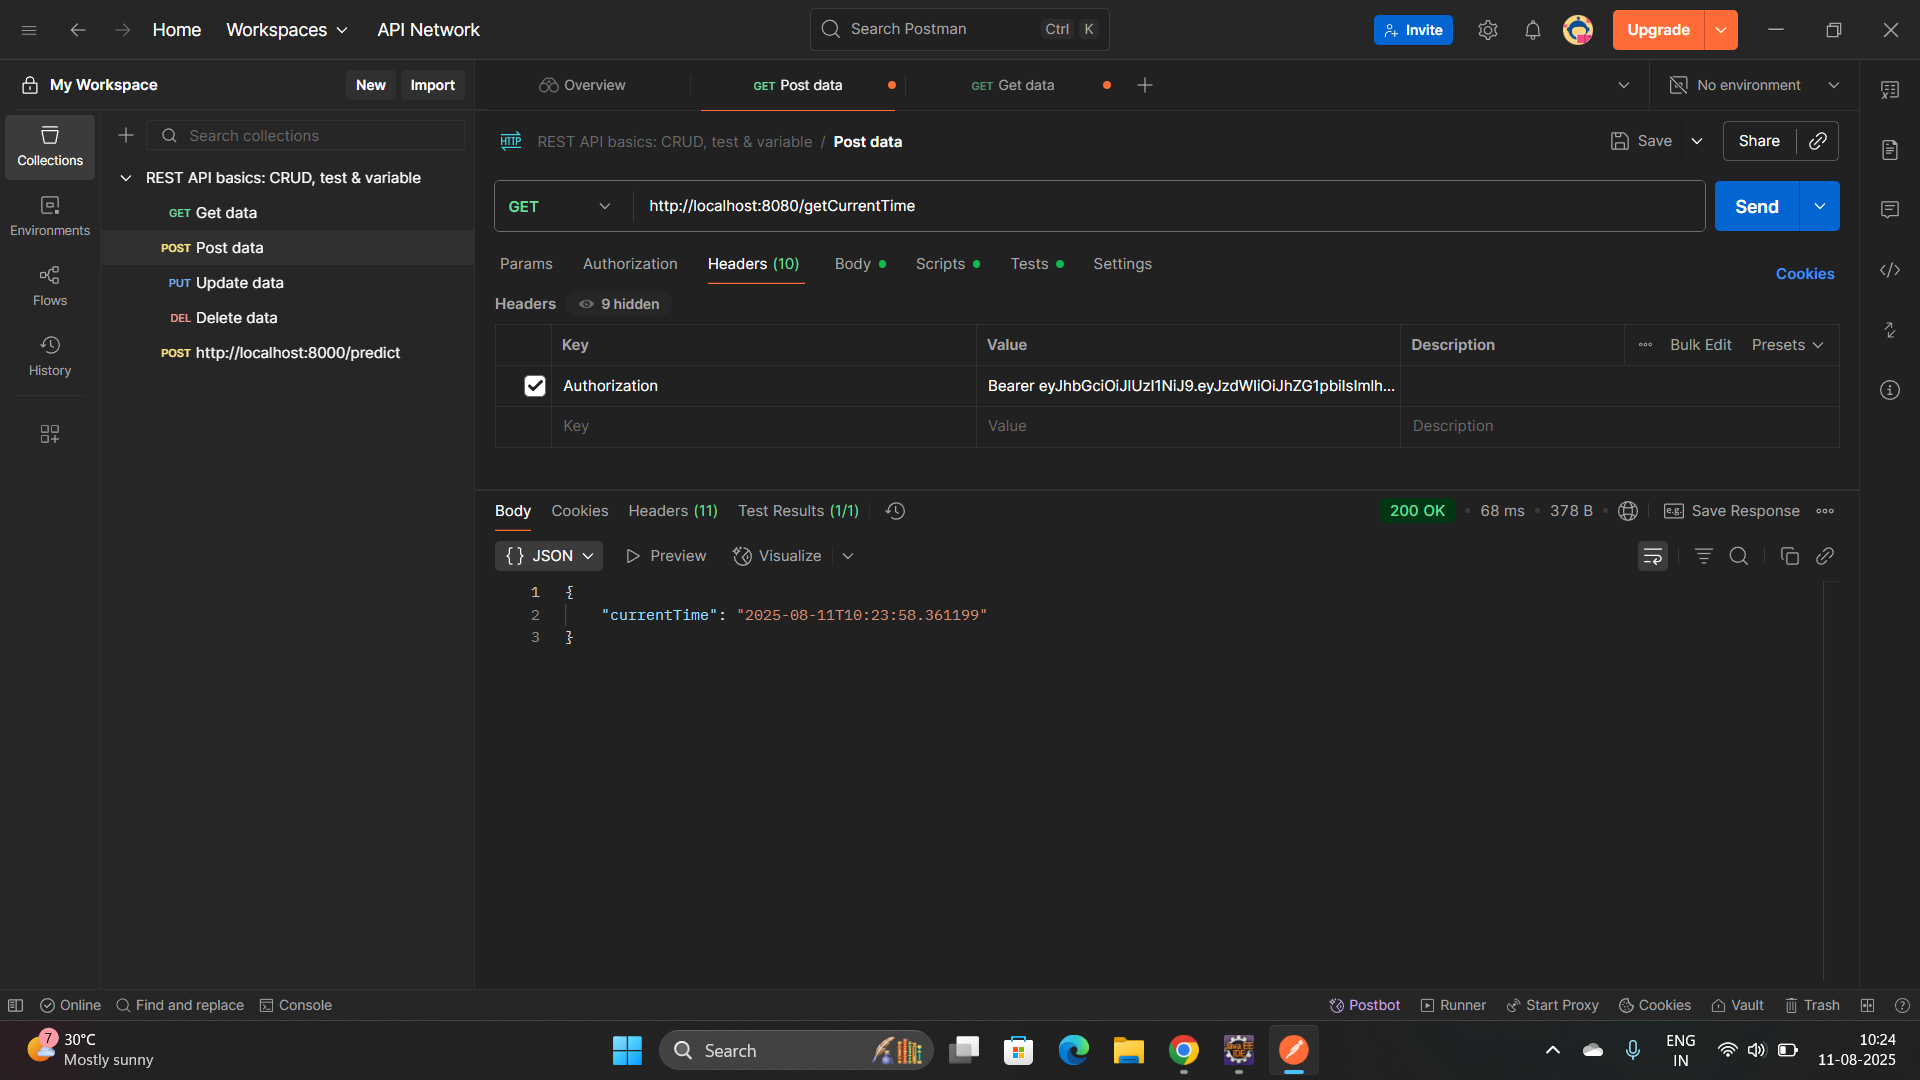 Home Workspaces API Network Search Postman Ctrl K Invite Upgrade
My Workspace New Import Overview GET Post data GET Get data No environment
Collections
Environments
Flows
History
Search collections
REST API basics: CRUD, test & variable
GET Get data
POST Post data
PUT Update data
DEL Delete data
POST http://localhost:8000/predict
HTTP REST API basics: CRUD, test & variable / Post data Save Share
GET http://localhost:8080/getCurrentTime Send
Params Authorization Headers (10) Body Scripts Tests Settings Cookies
Headers 9 hidden
Key Value Description Bulk Edit Presets
Authorization Bearer eyJhbGciOiJIUzI1NiJ9.eyJzdWIiOiJhZG1pbiIsImlh...
Key Value Description
Body Cookies Headers (11) Test Results (1/1) 200 OK 68 ms 378 B e.g. Save Response
{} JSON Preview Visualize
1 {
2 "currentTime": "2025-08-11T10:23:58.361199"
3 }
Online Find and replace Console Postbot Runner Start Proxy Cookies Vault Trash
7 30°C
Mostly sunny
Search
Java EE
IDE
ENG
IN
10:24
11-08-2025